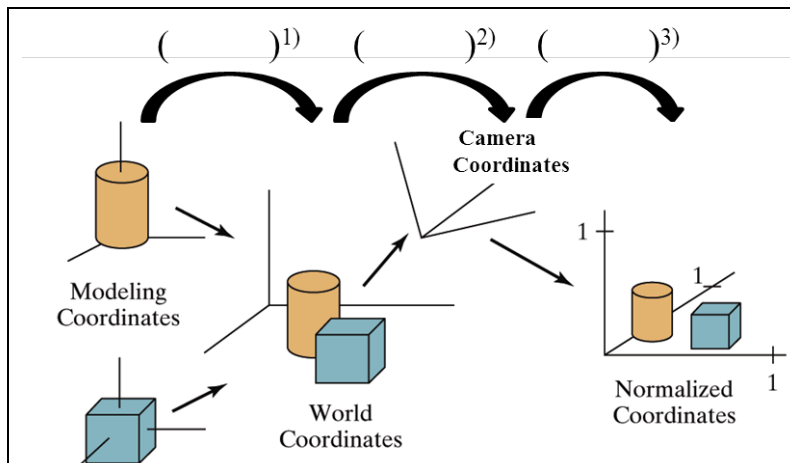 (          )1) (          )2) (          )3)
Camera
Coordinates
1
1
Modeling
Coordinates
1
Normalized
Coordinates
World
Coordinates